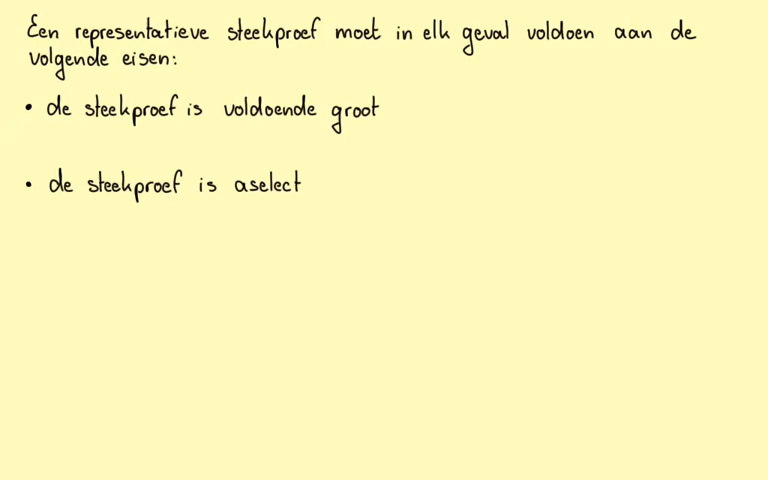 Een representatieve steekproef moet in elk geval voldoen aan de
volgende eisen:
• de steekproef is voldoende groot
• de steekproef is aselect